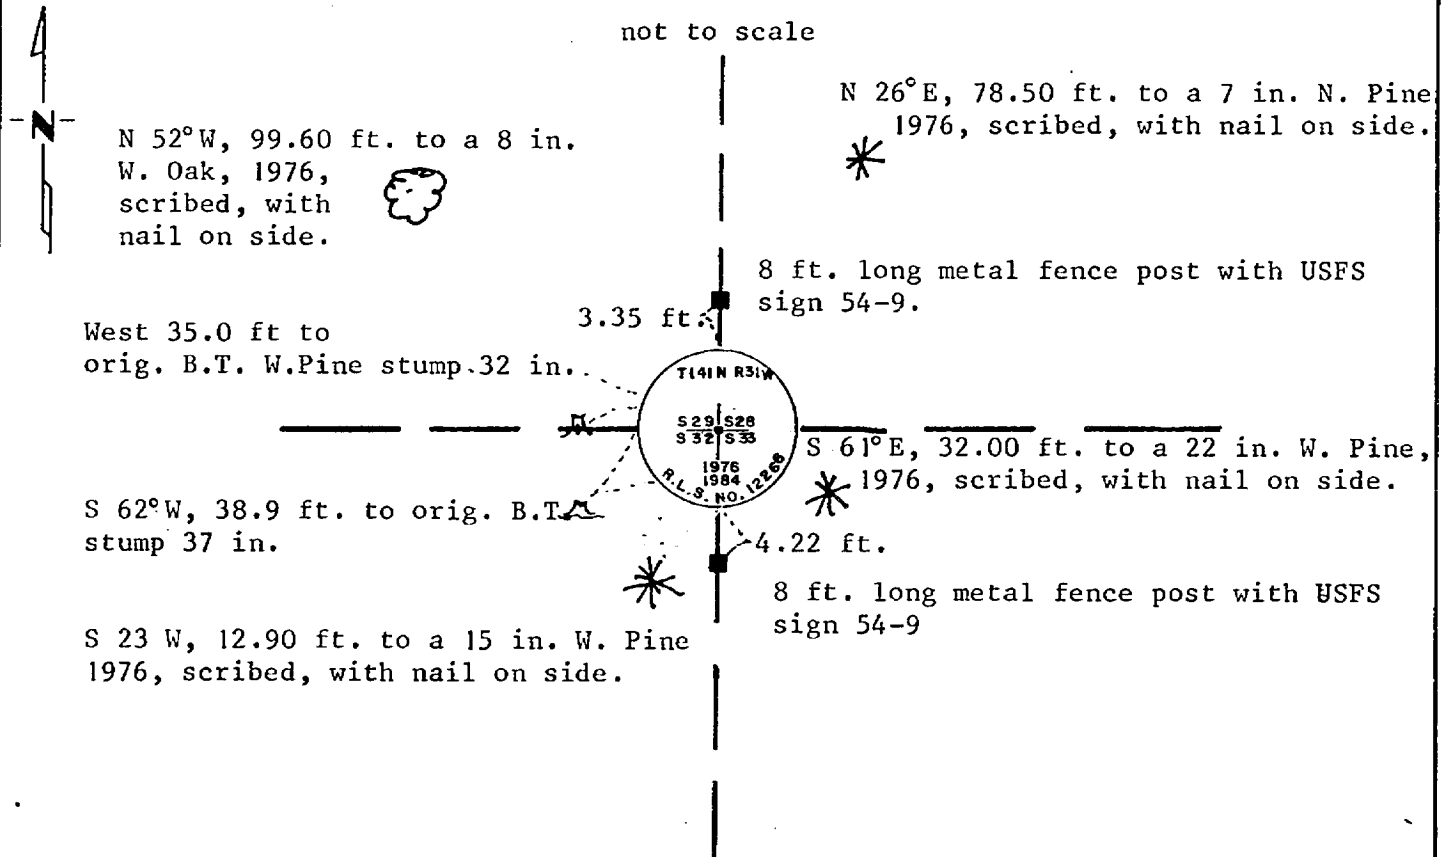 not to scale
N 26°E, 78.50 ft. to a 7 in. N. Pine
1976, scribed, with nail on side.
N
N 52°W, 99.60 ft. to a 8 in.
W. Oak, 1976,
scribed, with
nail on side.
8 ft. long metal fence post with USFS
sign 54-9.
3.35 ft.
West 35.0 ft to
orig. B.T. W.Pine stump 32 in.
T141N R31W
S29 S28
S32 S33
1976
1984
R.L.S. NO. 12266
S 61°E, 32.00 ft. to a 22 in. W. Pine,
1976, scribed, with nail on side.
S 62°W, 38.9 ft. to orig. B.T.
stump 37 in.
4.22 ft.
8 ft. long metal fence post with USFS
sign 54-9
S 23 W, 12.90 ft. to a 15 in. W. Pine
1976, scribed, with nail on side.